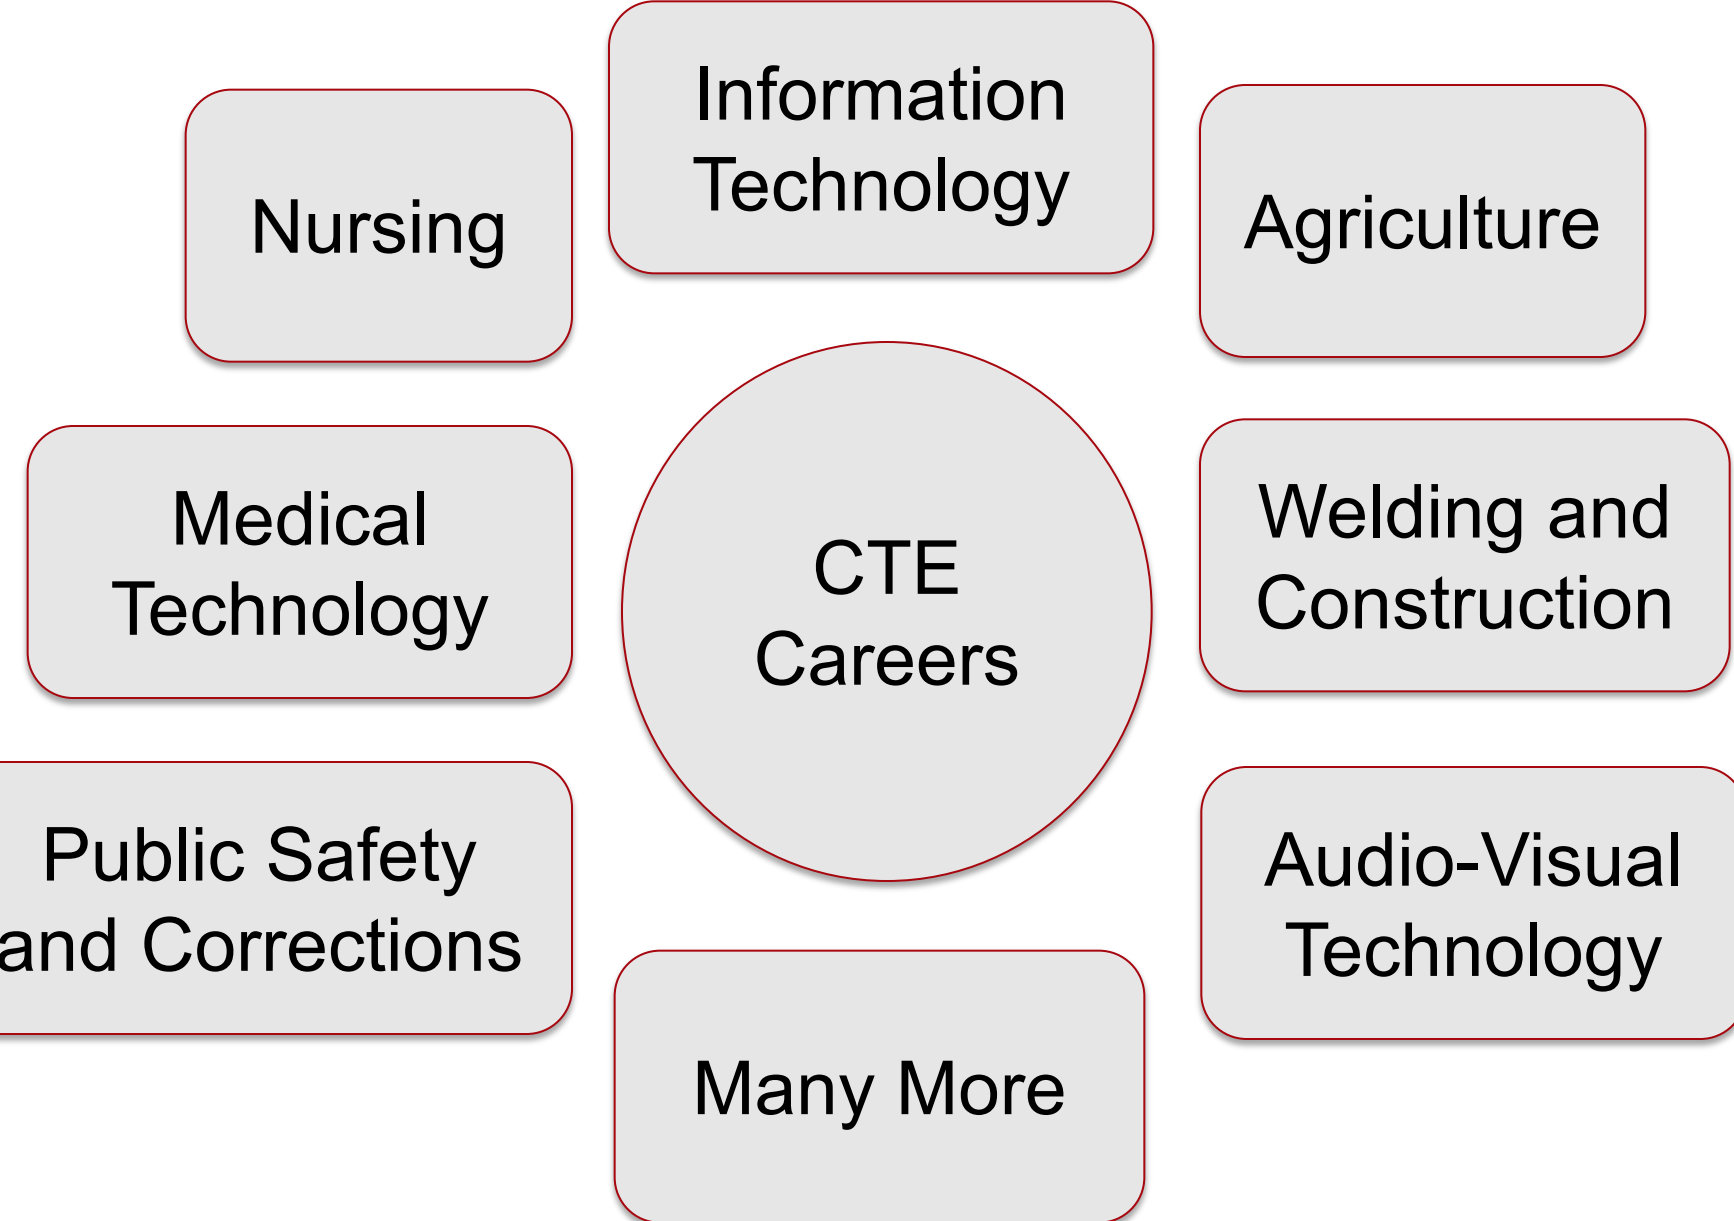 Information
Technology
Nursing
Agriculture
Medical
Technology
CTE
Careers
Welding and
Construction
Public Safety
and Corrections
Audio-Visual
Technology
Many More